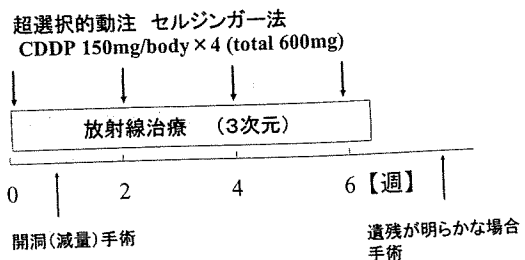 超選択的動注 セルジンガー法
CDDP 150mg/body×4 (total 600mg)
放射線治療 (3次元)
0 2 4 6【週】
開洞(減量)手術
遺残が明らかな場合
手術